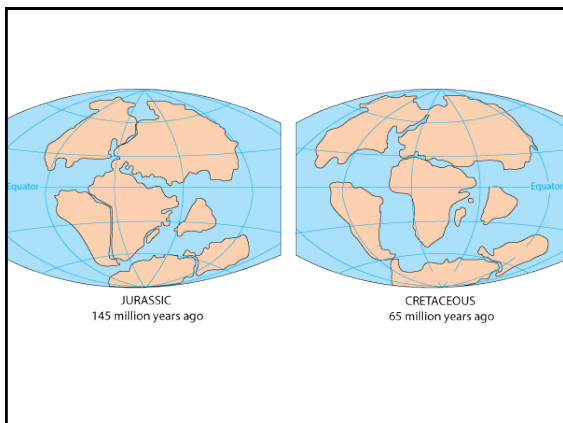 Equator
JURASSIC
145 million years ago
Equator
CRETACEOUS
65 million years ago